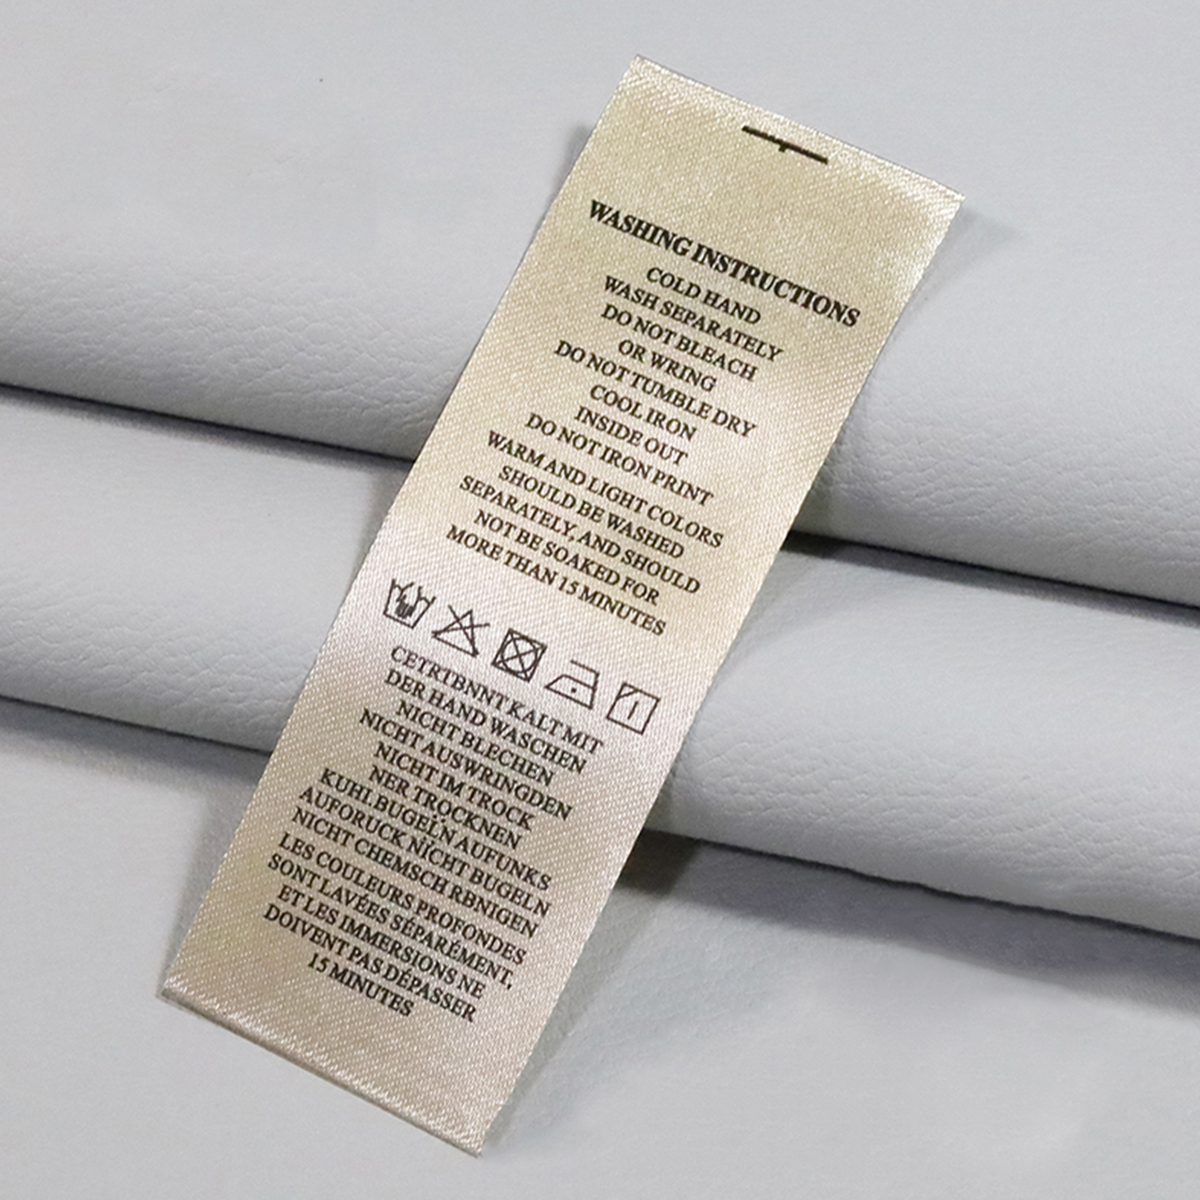 WASHING INSTRUCTIONS
COLD HAND
WASH SEPARATELY
DO NOT BLEACH
OR WRING
DO NOT TUMBLE DRY
COOL IRON
INSIDE OUT
DO NOT IRON PRINT
WARM AND LIGHT COLORS
SHOULD BE WASHED
SEPARATELY, AND SHOULD
NOT BE SOAKED FOR
MORE THAN 15 MINUTES
CETRTBNNT KALT MIT
DER HAND WASCHEN
NICHT BLECHEN
NICHT AUSWRINGDEN
NICHT IM TROCK
NER TROCKNEN
KUHL BUGELN AUFUNKS
AUFORUCK NICHT BUGELN
NICHT CHEMSCH RBNIGEN
LES COULEURS PROFONDES
SONT LAVÉES SÉPARÉMENT,
ET LES IMMERSIONS NE
DOIVENT PAS DÉPASSER
15 MINUTES